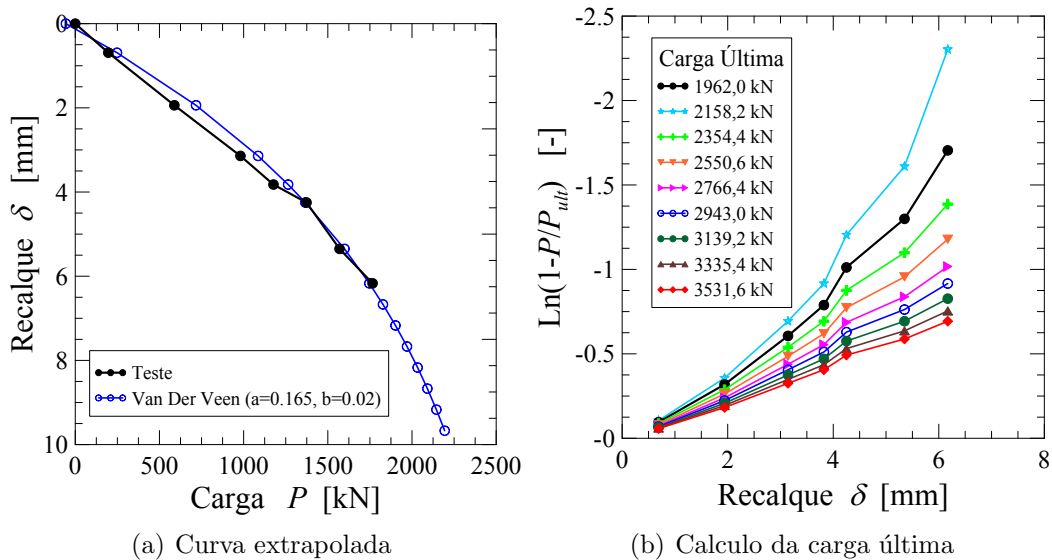 0
2
4
6
8
10
Recalque δ [mm]
Teste
Van Der Veen (a=0.165, b=0.02)
0 500 1000 1500 2000 2500
Carga P [kN]
(a) Curva extrapolada
-2.5
-2
-1.5
-1
-0.5
-0
Ln(1-P/Pult) [-]
Carga Última
1962,0 kN
2158,2 kN
2354,4 kN
2550,6 kN
2766,4 kN
2943,0 kN
3139,2 kN
3335,4 kN
3531,6 kN
0 2 4 6 8
Recalque δ [mm]
(b) Calculo da carga última